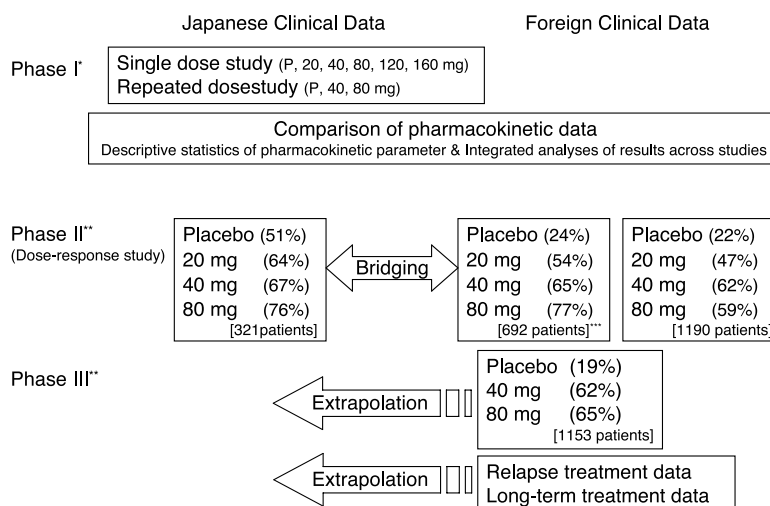 Japanese Clinical Data Foreign Clinical Data
Phase I*
Single dose study (P, 20, 40, 80, 120, 160 mg)
Repeated dosestudy (P, 40, 80 mg)
Comparison of pharmacokinetic data
Descriptive statistics of pharmacokinetic parameter & Integrated analyses of results across studies
Phase II**
(Dose-response study)
Placebo (51%)
20 mg (64%)
40 mg (67%)
80 mg (76%)
[321patients]
Bridging
Placebo (24%)
20 mg (54%)
40 mg (65%)
80 mg (77%)
[692 patients]***
Placebo (22%)
20 mg (47%)
40 mg (62%)
80 mg (59%)
[1190 patients]
Phase III**
Extrapolation
Placebo (19%)
40 mg (62%)
80 mg (65%)
[1153 patients]
Extrapolation
Relapse treatment data
Long-term treatment data